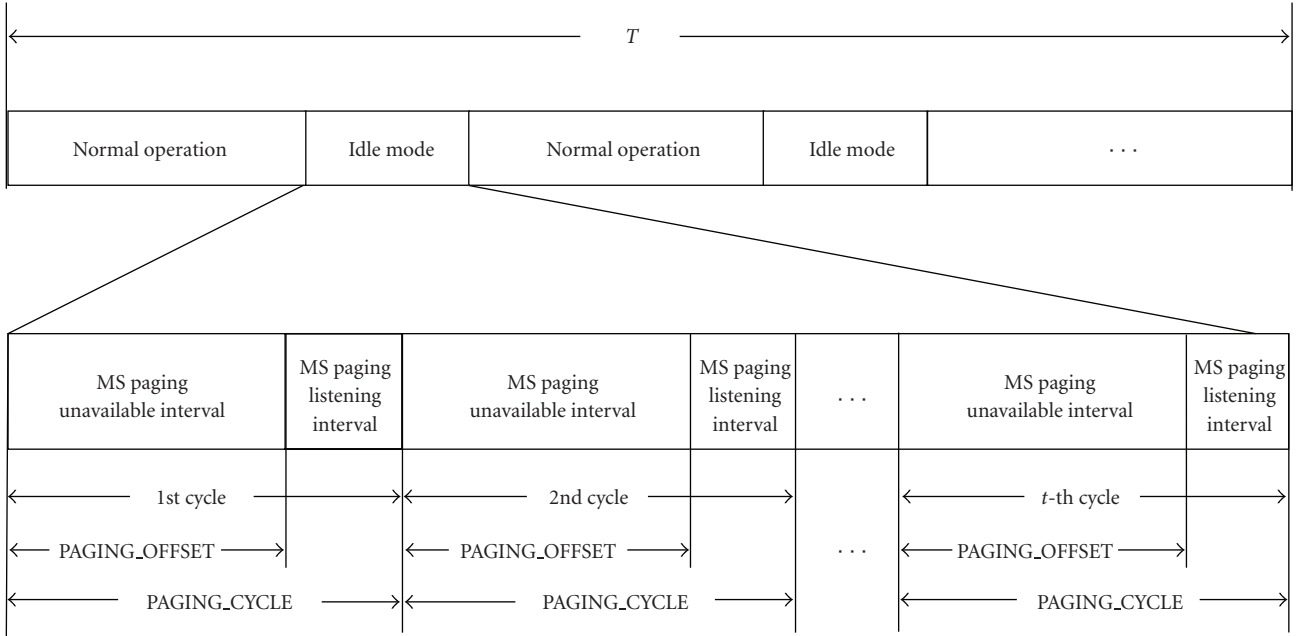 T
Normal operation
Idle mode
Normal operation
Idle mode
. . .
MS paging
unavailable interval
MS paging
listening
interval
MS paging
unavailable interval
MS paging
listening
interval
. . .
MS paging
unavailable interval
MS paging
listening
interval
1st cycle
2nd cycle
t-th cycle
PAGING_OFFSET
PAGING_OFFSET
. . .
PAGING_OFFSET
PAGING_CYCLE
PAGING_CYCLE
PAGING_CYCLE